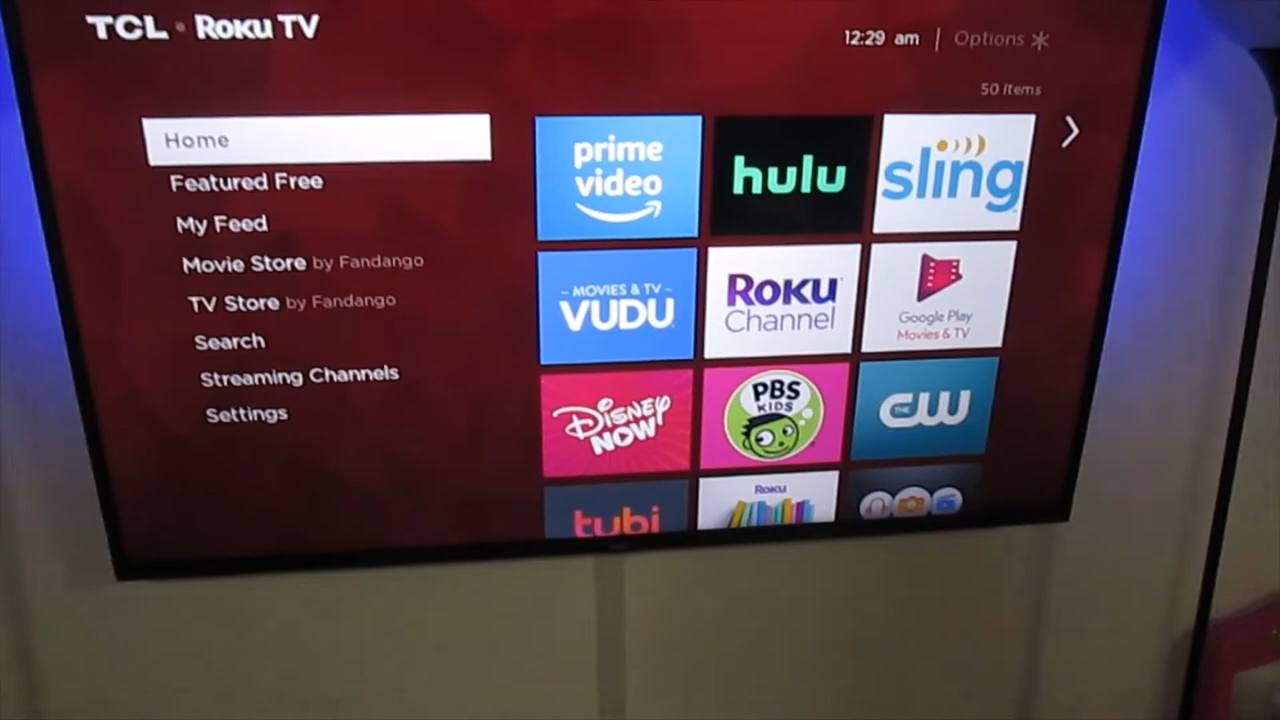 TCL • Roku TV
12:29 am | Options
50 Items
Home
Featured Free
My Feed
Movie Store by Fandango
TV Store by Fandango
Search
Streaming Channels
Settings
prime
video
hulu
sling
– MOVIES & TV –
VUDU
Roku
Channel
Google Play
Movies & TV
DISNEY
NOW
PBS
KIDS
THE CW
tubi
Roku